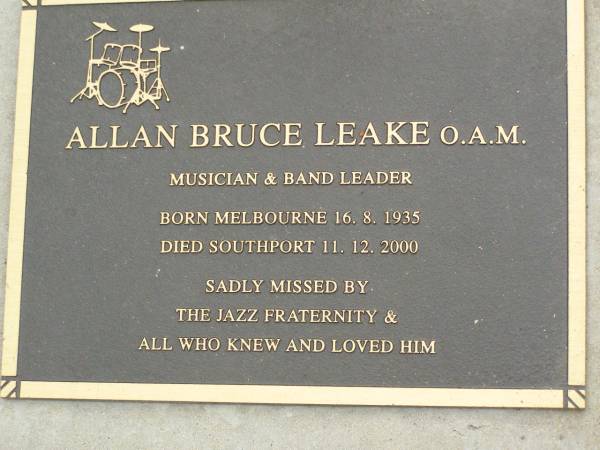 ALLAN BRUCE LEAKE O.A.M.
MUSICIAN & BAND LEADER
BORN MELBOURNE 16. 8. 1935
DIED SOUTHPORT 11. 12. 2000
SADLY MISSED BY
THE JAZZ FRATERNITY &
ALL WHO KNEW AND LOVED HIM